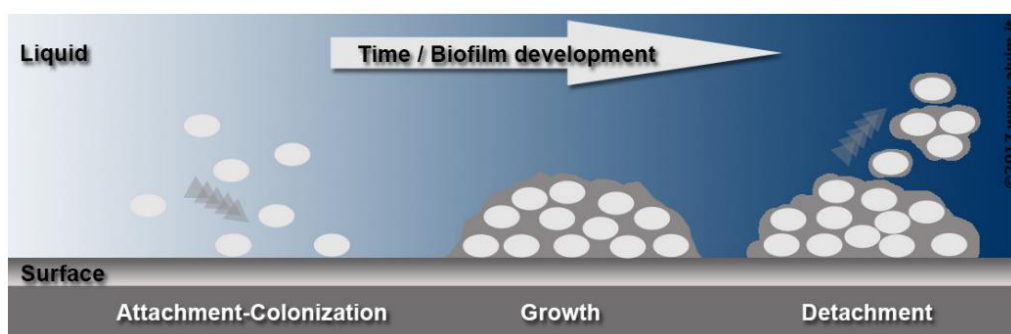 Liquid
Time / Biofilm development
Surface
Attachment-Colonization
Growth
Detachment